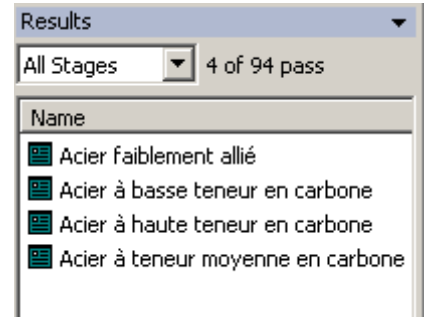 Results
All Stages 4 of 94 pass
Name
Acier faiblement allié
Acier à basse teneur en carbone
Acier à haute teneur en carbone
Acier à teneur moyenne en carbone